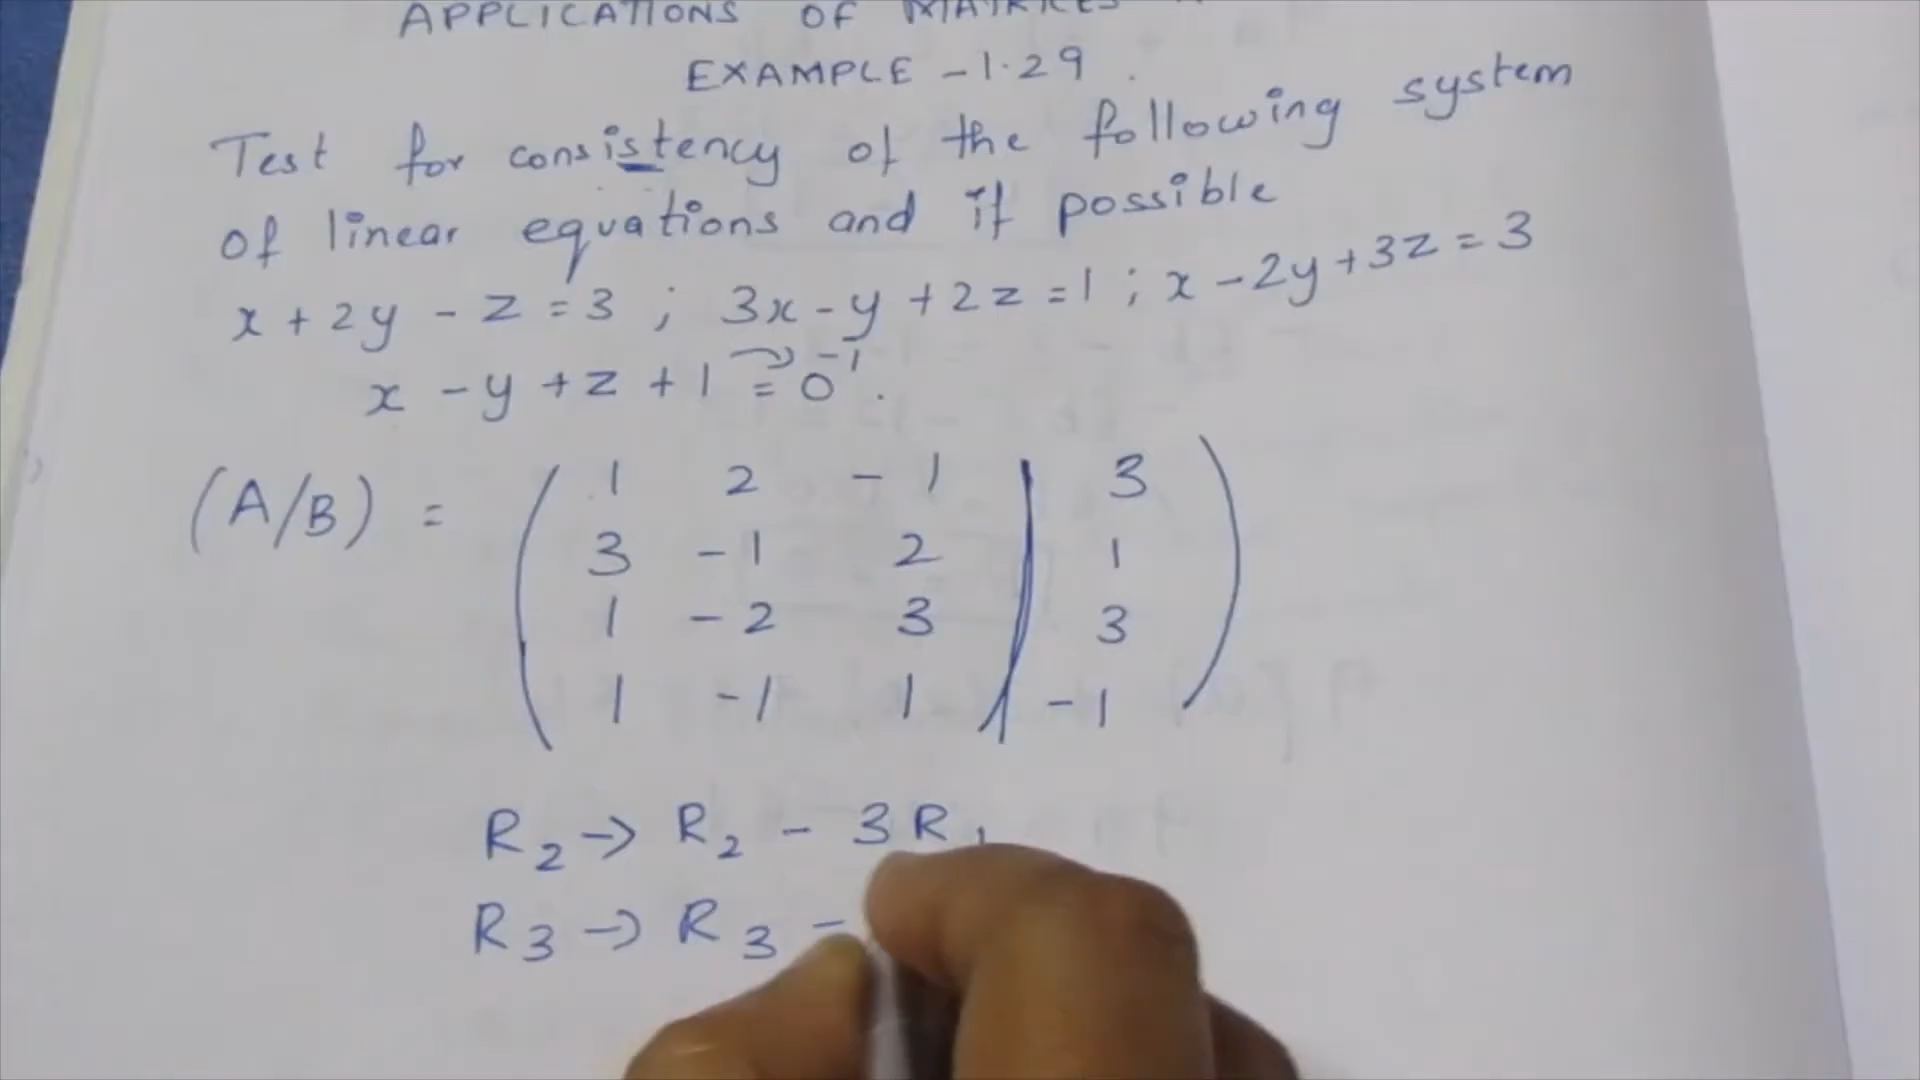 APPLICATIONS OF MATRICES
EXAMPLE - 1.29
Test for consistency of the following system
of linear equations and if possible
x + 2y - z = 3 ; 3x - y + 2z = 1 ; x - 2y + 3z = 3
x - y + z + 1 = 0 -1 .
(A/B) = ( 1 2 - 1 | 3 )
3 - 1 2 | 1
1 - 2 3 | 3
1 - 1 1 | - 1
R2 → R2 - 3R1
R3 → R3 -